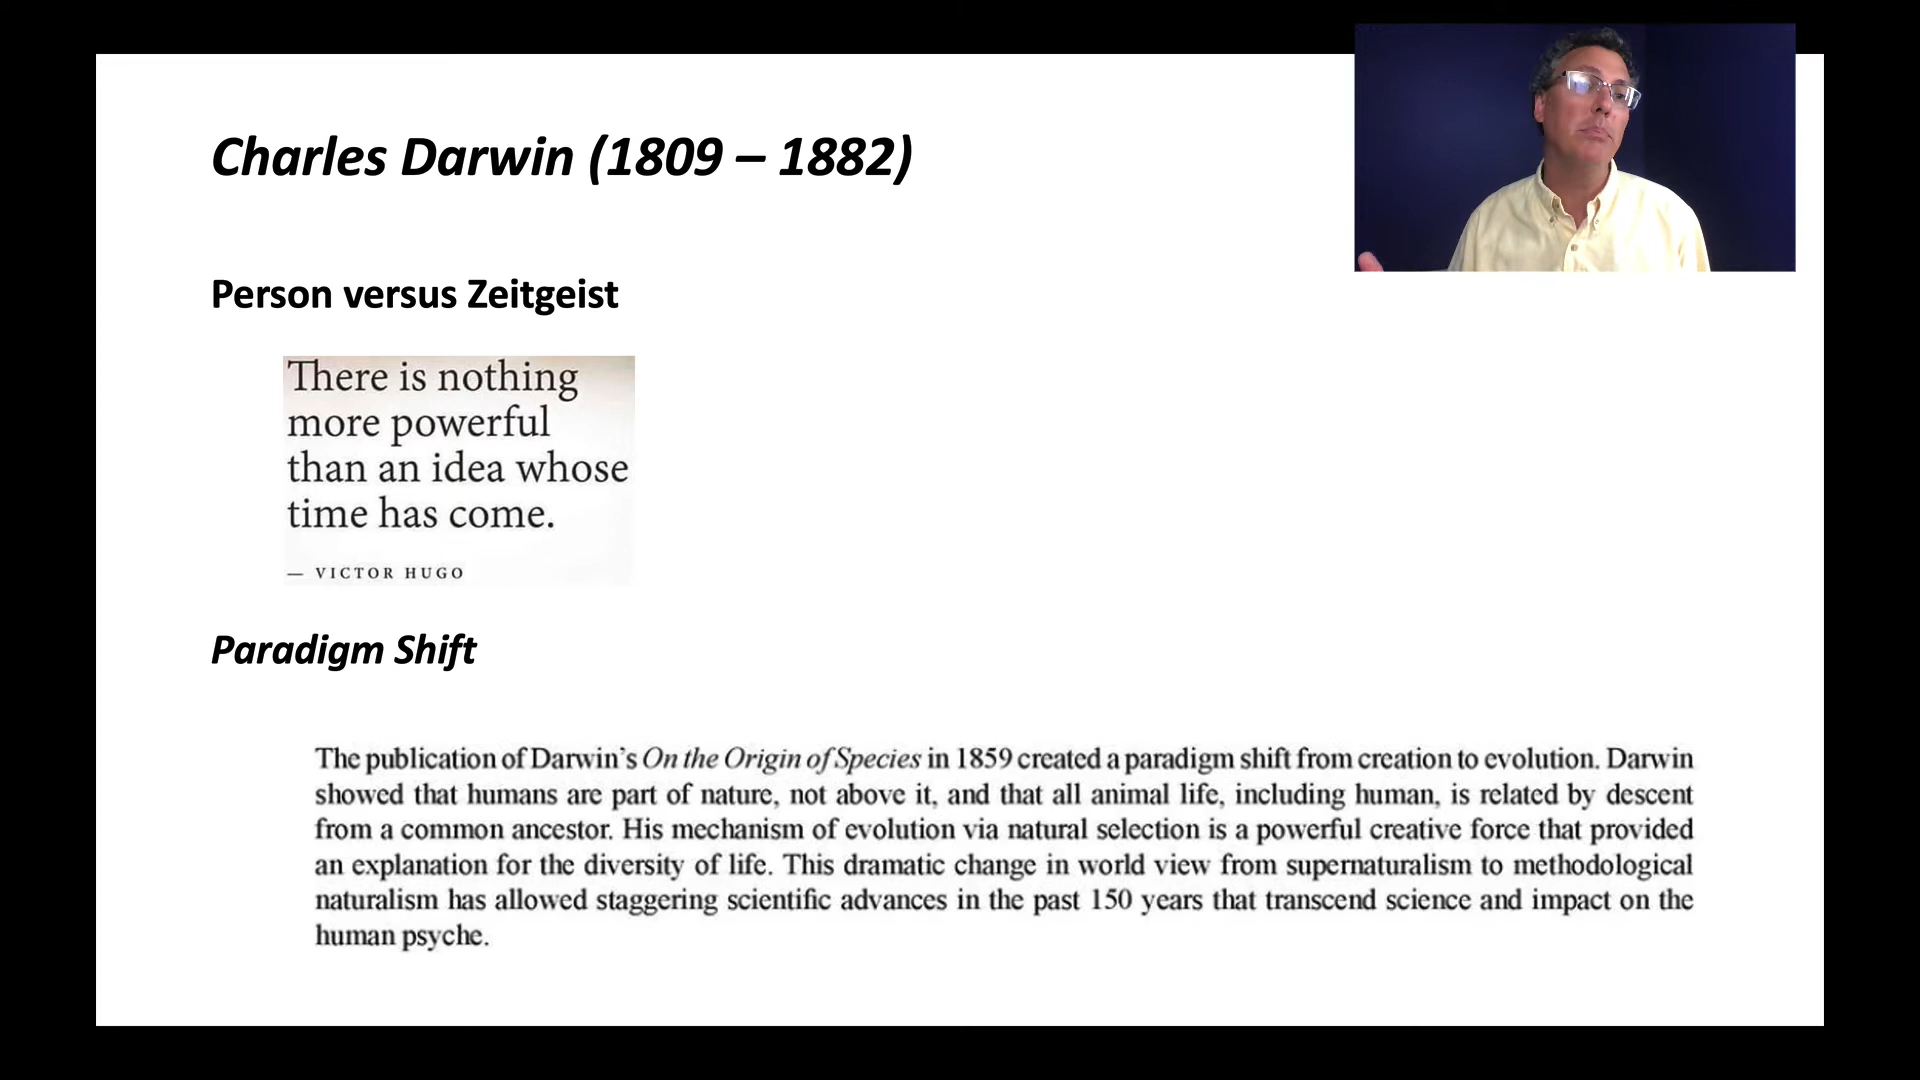 Charles Darwin (1809 – 1882)
Person versus Zeitgeist
There is nothing
more powerful
than an idea whose
time has come.
— VICTOR HUGO
Paradigm Shift
The publication of Darwin's On the Origin of Species in 1859 created a paradigm shift from creation to evolution. Darwin
showed that humans are part of nature, not above it, and that all animal life, including human, is related by descent
from a common ancestor. His mechanism of evolution via natural selection is a powerful creative force that provided
an explanation for the diversity of life. This dramatic change in world view from supernaturalism to methodological
naturalism has allowed staggering scientific advances in the past 150 years that transcend science and impact on the
human psyche.